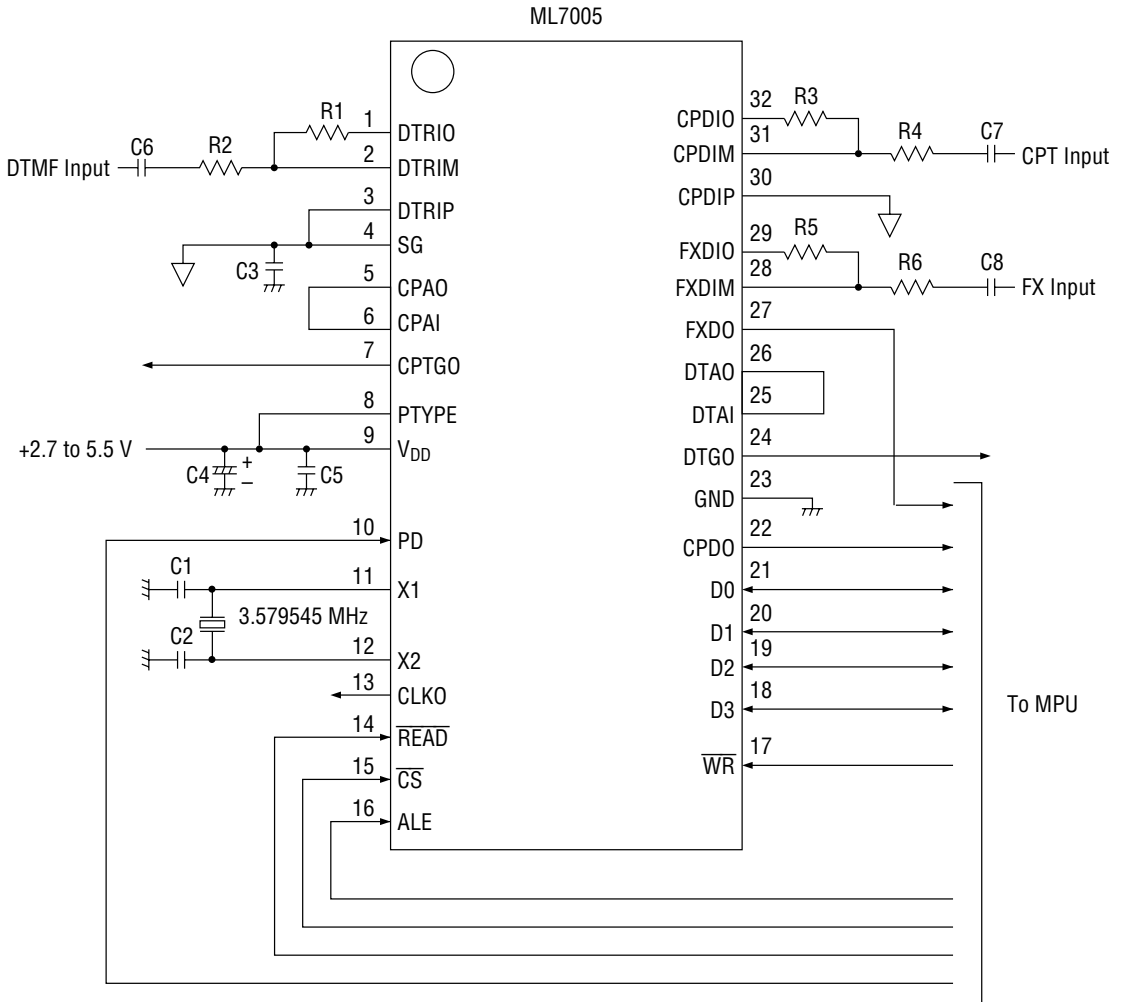 ML7005
DTMF Input
C6
R2
R1
1
DTRIO
2
DTRIM
3
DTRIP
4
SG
C3
5
CPAO
6
CPAI
7
CPTGO
8
PTYPE
+2.7 to 5.5 V
9
VDD
C4
+
–
C5
10
PD
C1
11
X1
3.579545 MHz
C2
12
X2
13
CLKO
14
READ
15
CS
16
ALE
32
R3
CPDIO
31
R4
C7
CPDIM
CPT Input
30
CPDIP
29
R5
FXDIO
28
R6
C8
FXDIM
FX Input
27
FXDO
26
DTAO
25
DTAI
24
DTGO
23
GND
22
CPDO
21
D0
20
D1
19
D2
18
D3
To MPU
17
WR